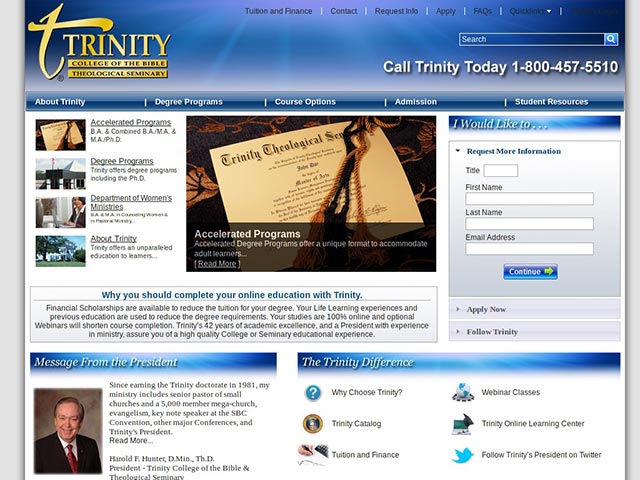 Tuition and Finance | Contact | Request Info | Apply | FAQs | Quicklinks
TRINITY
COLLEGE OF THE BIBLE
THEOLOGICAL SEMINARY
Search
Call Trinity Today 1-800-457-5510
About Trinity | Degree Programs | Course Options | Admission | Student Resources
Accelerated Programs
B.A. & Combined B.A./M.A. &
M.A./Ph.D.
Degree Programs
Trinity offers degree programs
including the Ph.D.
Department of Women's
Ministries
B.A. & M.A. in Counseling Women &
in Pastoral Ministry...
About Trinity
Trinity offers an unparalleled
education to learners...
Trinity Theological Sem
John Doe
Master of Arts
Accelerated Programs
Accelerated Degree Programs offer a unique format to accommodate
adult learners...
[ Read More ]
I Would Like to . . .
Request More Information
Title
First Name
Last Name
Email Address
Continue
Apply Now
Follow Trinity
Why you should complete your online education with Trinity.
Financial Scholarships are available to reduce the tuition for your degree. Your Life Learning experiences and
previous education are used to reduce the degree requirements. Your studies are 100% online and optional
Webinars will shorten course completion. Trinity's 42 years of academic excellence, and a President with experience
in ministry, assure you of a high quality College or Seminary educational experience.
Message From the President
Since earning the Trinity doctorate in 1981, my
ministry includes senior pastor of small
churches and a 5,000 member mega-church,
evangelism, key note speaker at the SBC
Convention, other major Conferences, and
Trinity's President.
Read More...
Harold F. Hunter, D.Min., Th.D.
President - Trinity College of the Bible &
Theological Seminary
The Trinity Difference
Why Choose Trinity?
Webinar Classes
Trinity Catalog
Trinity Online Learning Center
Tuition and Finance
Follow Trinity's President on Twitter